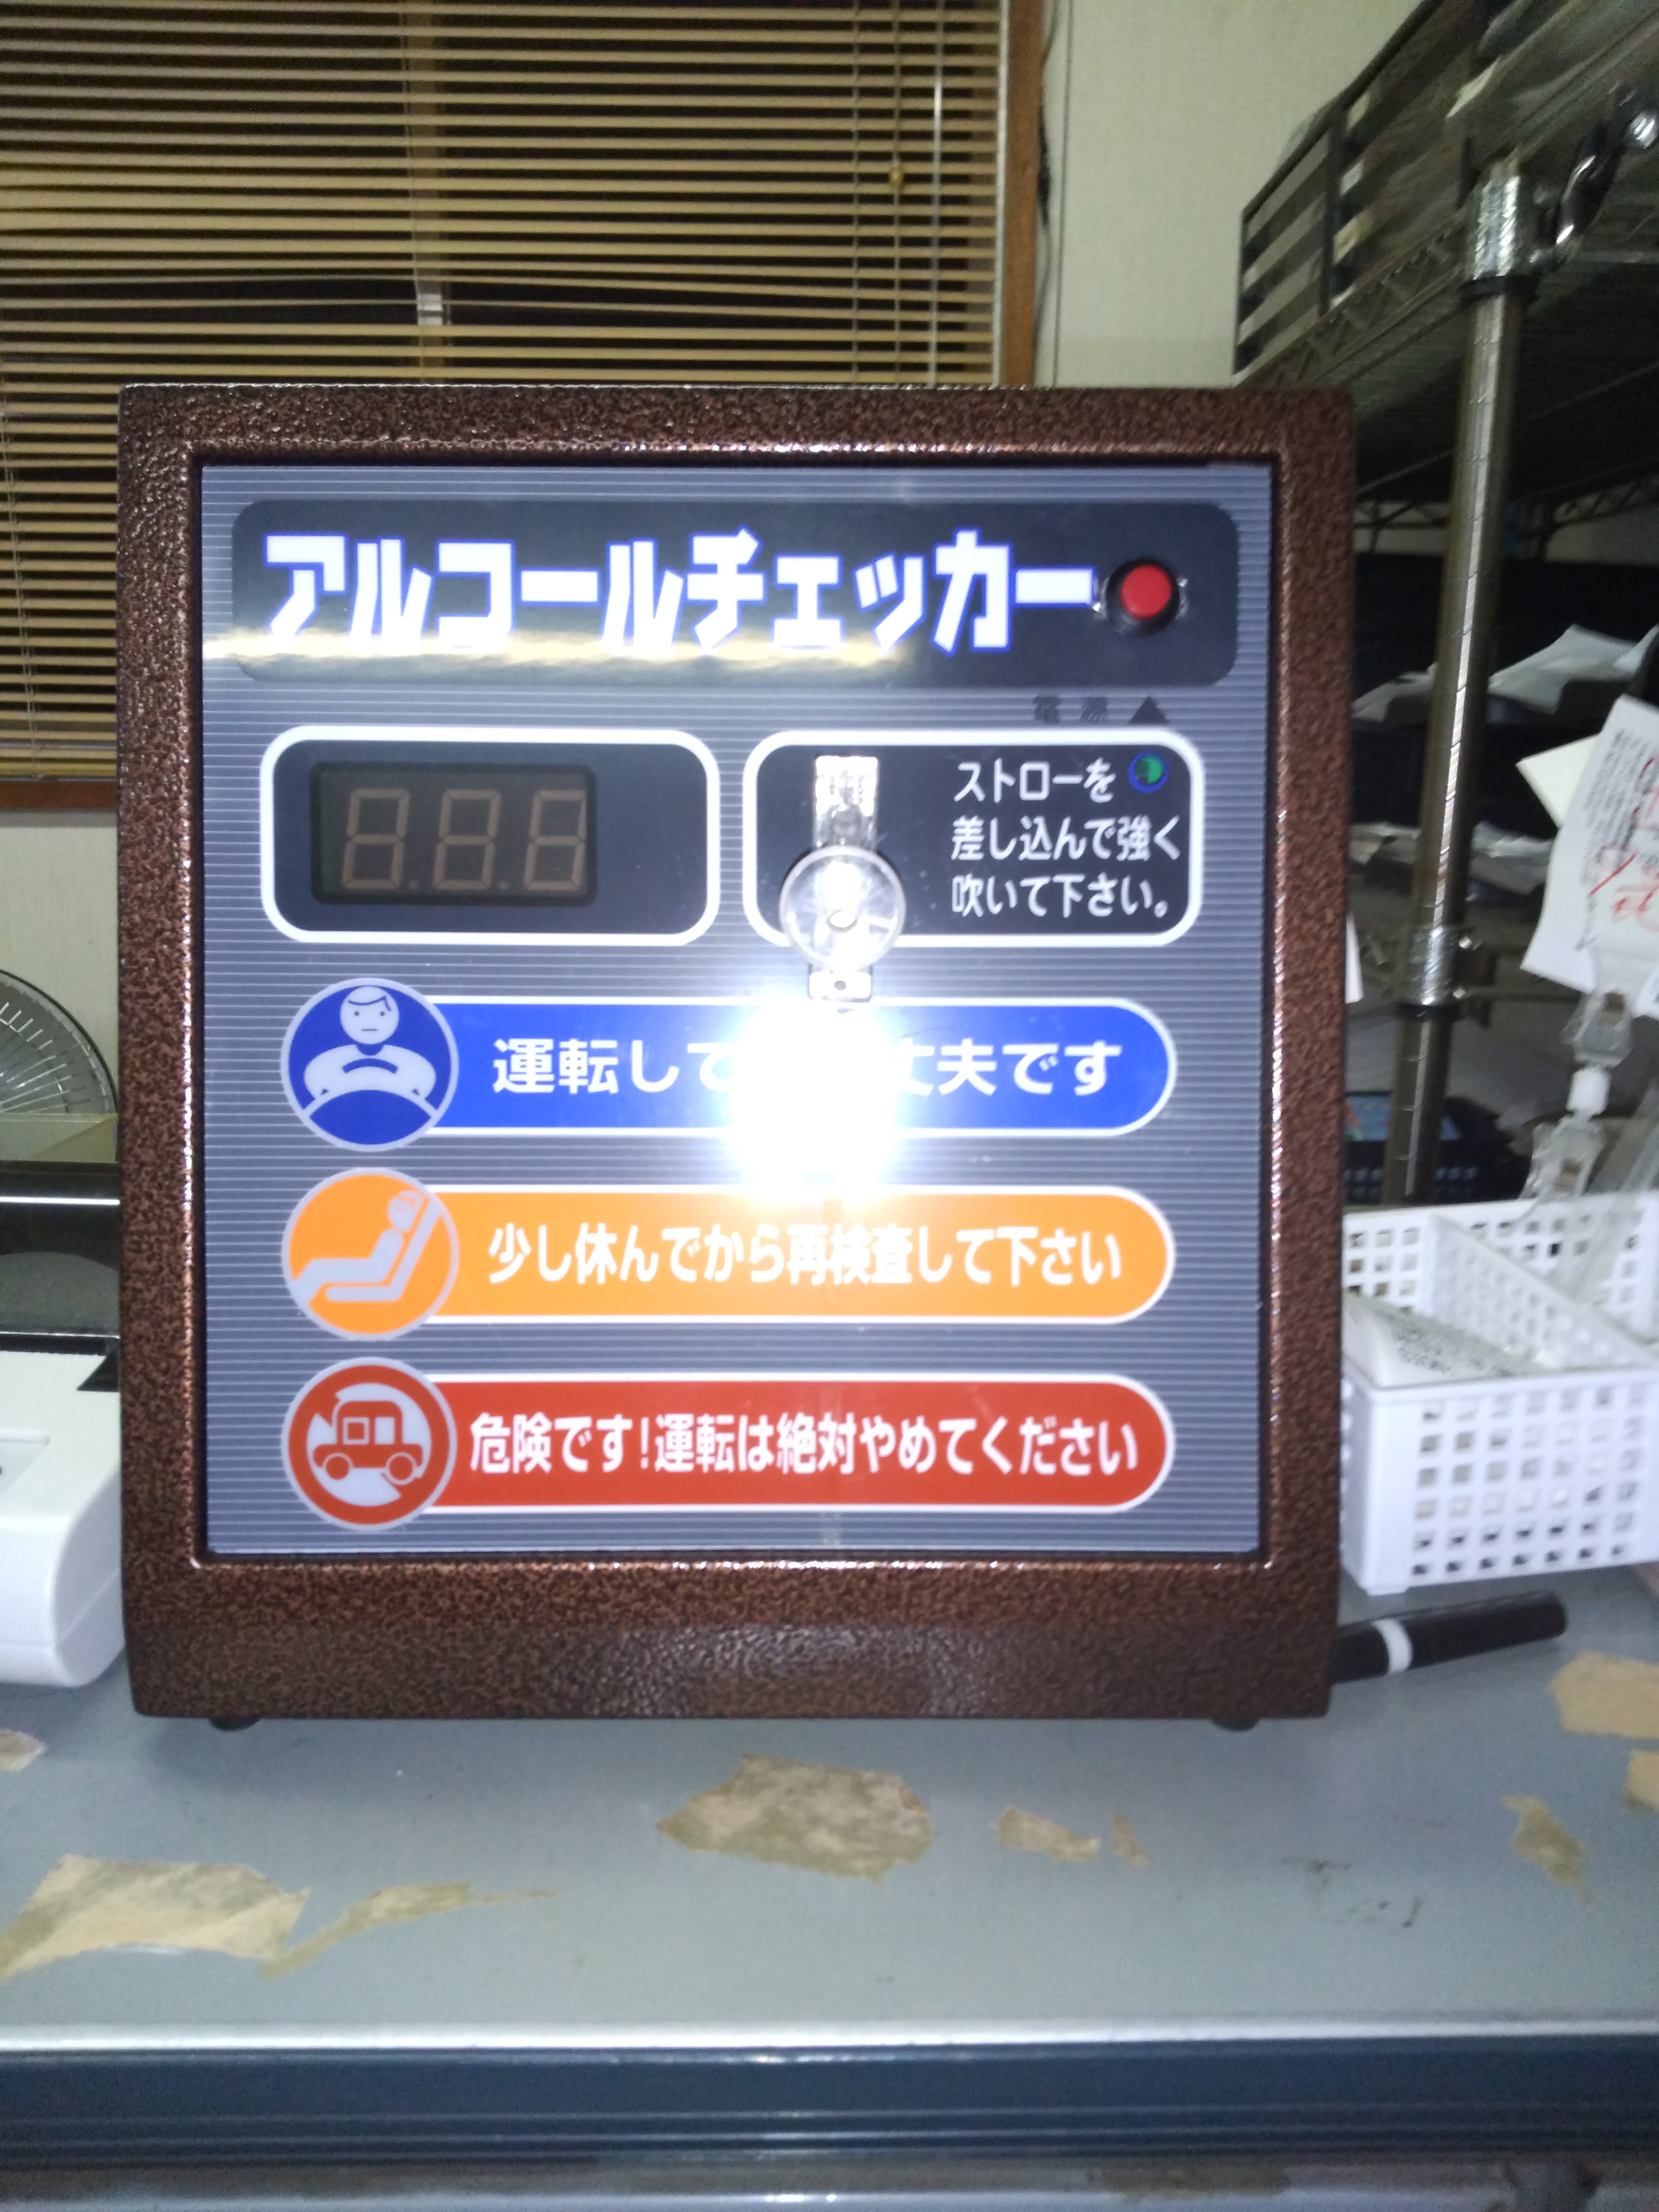 アルコールチェッカー
電源 ▲
ストローを
差し込んで強く
吹いて下さい。
運転して 丈夫です
少し休んでから再検査して下さい
危険です!運転は絶対やめてください